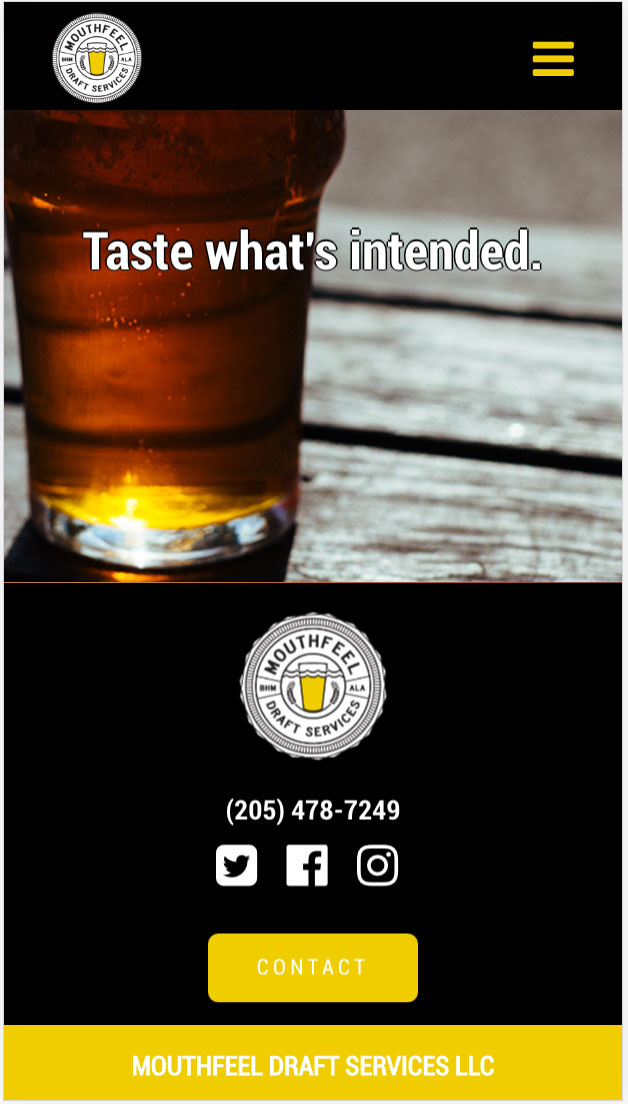 MOUTHFEEL
BHM ALA
DRAFT SERVICES
Taste what's intended.
MOUTHFEEL
BHM ALA
DRAFT SERVICES
(205) 478-7249
CONTACT
MOUTHFEEL DRAFT SERVICES LLC